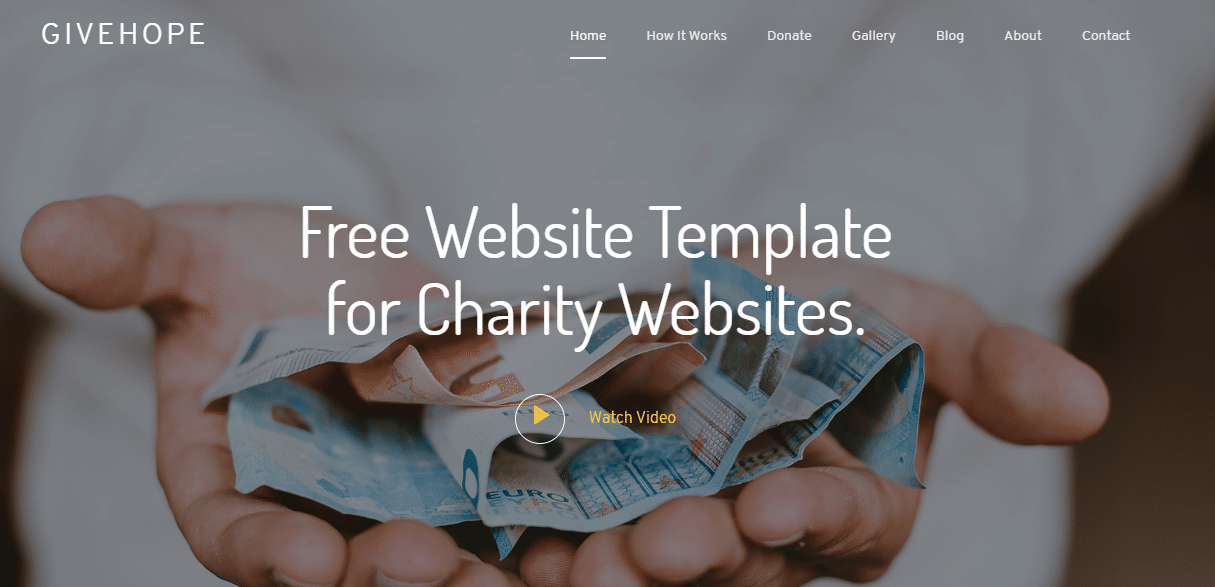 GIVEHOPE
Home How It Works Donate Gallery Blog About Contact
Free Website Template
for Charity Websites.
Watch Video
EURO